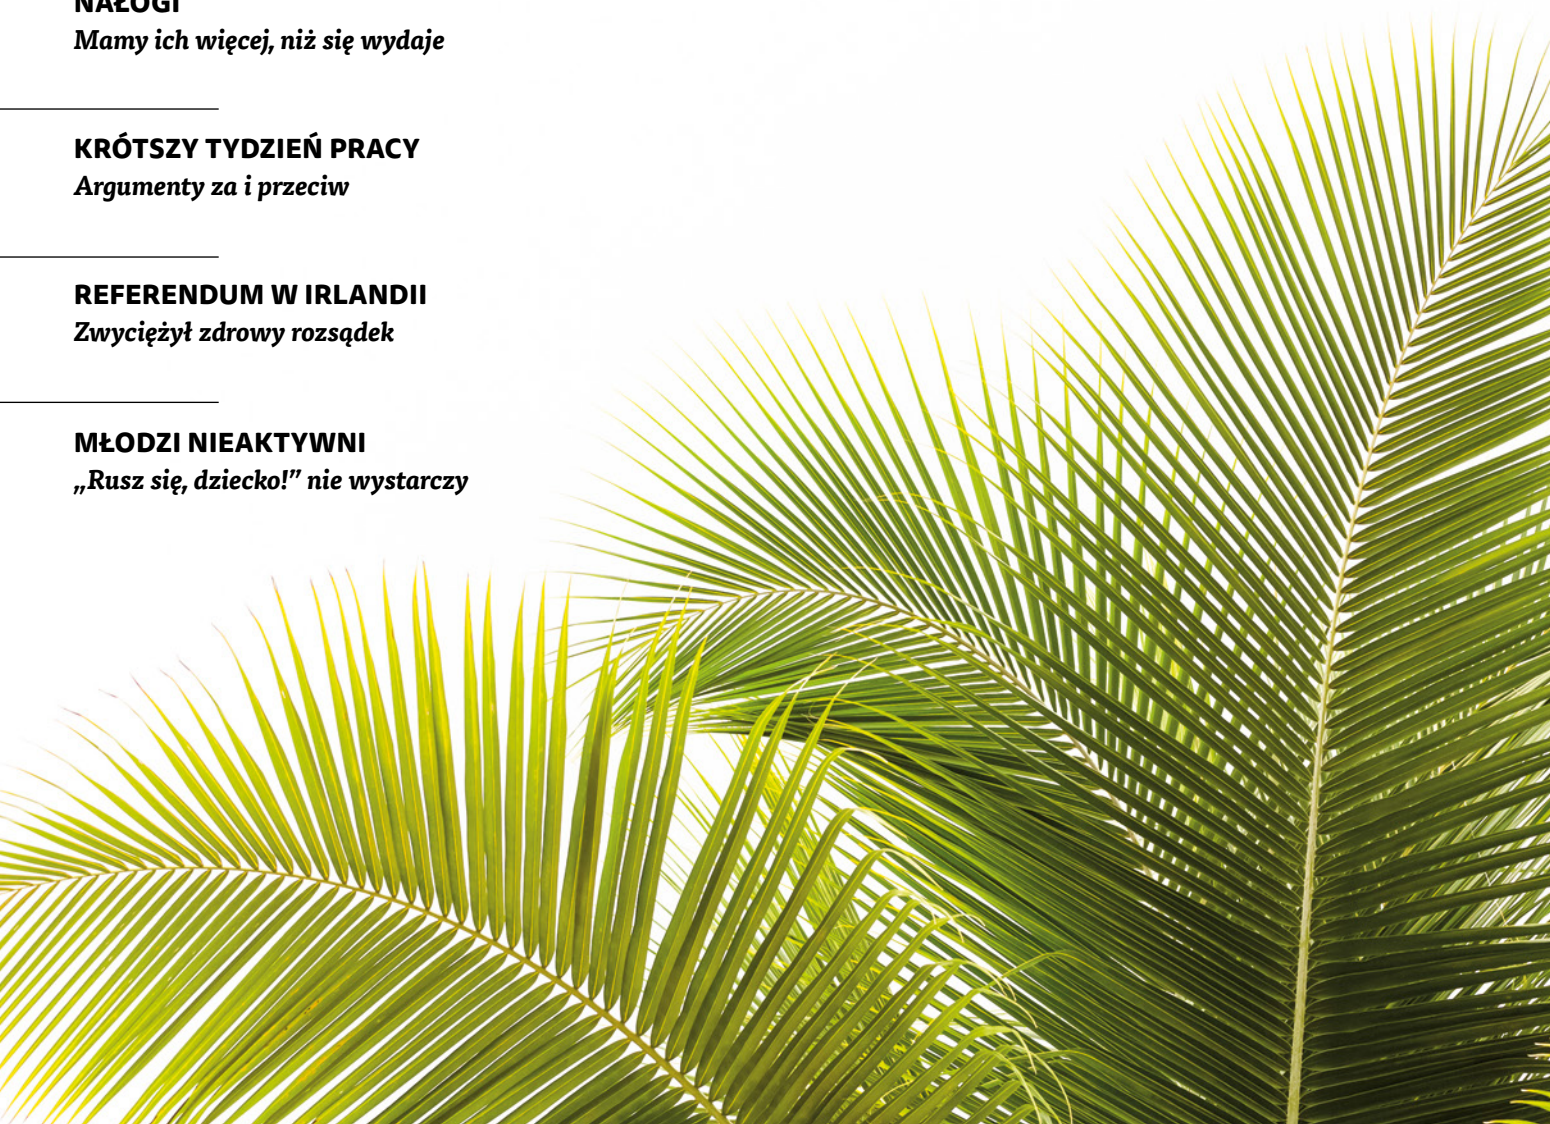 NAŁOGI
Mamy ich więcej, niż się wydaje
KRÓTSZY TYDZIEŃ PRACY
Argumenty za i przeciw
REFERENDUM W IRLANDII
Zwyciężył zdrowy rozsądek
MŁODZI NIEAKTYWNI
„Rusz się, dziecko!” nie wystarczy